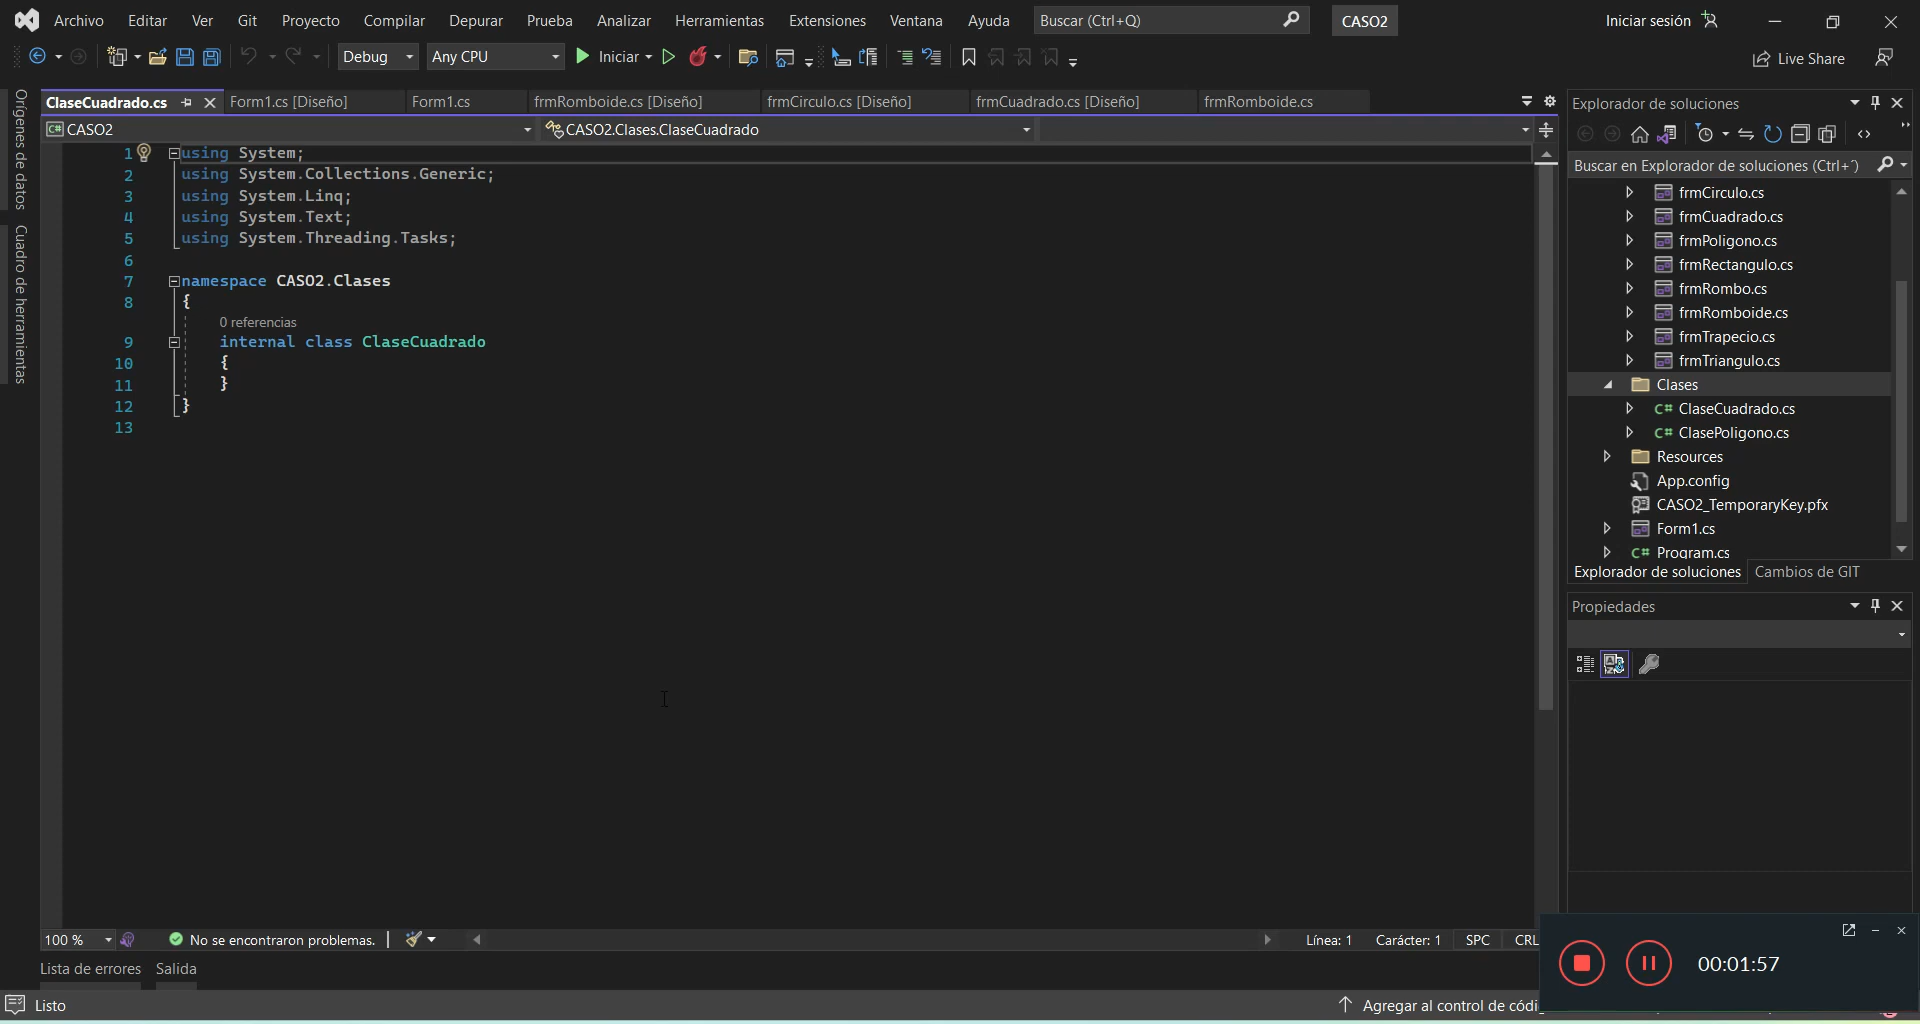 Archivo Editar Ver Git Proyecto Compilar Depurar Prueba Analizar Herramientas Extensiones Ventana Ayuda Buscar (Ctrl+Q) CASO2 Iniciar sesión
Debug Any CPU Iniciar Live Share
ClaseCuadrado.cs Form1.cs [Diseño] Form1.cs frmRomboide.cs [Diseño] frmCirculo.cs [Diseño] frmCuadrado.cs [Diseño] frmRomboide.cs
CASO2 CASO2.Clases.ClaseCuadrado
Orígenes de datos
Cuadro de herramientas
1 using System;
2 using System.Collections.Generic;
3 using System.Linq;
4 using System.Text;
5 using System.Threading.Tasks;
6
7 namespace CASO2.Clases
8 {
0 referencias
9 internal class ClaseCuadrado
10 {
11 }
12 }
13
Explorador de soluciones
Buscar en Explorador de soluciones (Ctrl+´)
frmCirculo.cs
frmCuadrado.cs
frmPoligono.cs
frmRectangulo.cs
frmRombo.cs
frmRomboide.cs
frmTrapecio.cs
frmTriangulo.cs
Clases
C# ClaseCuadrado.cs
C# ClasePoligono.cs
Resources
App.config
CASO2_TemporaryKey.pfx
Form1.cs
C# Program.cs
Explorador de soluciones Cambios de GIT
Propiedades
100 % No se encontraron problemas. Línea: 1 Carácter: 1 SPC CRL
Lista de errores Salida
00:01:57
Listo Agregar al control de códi